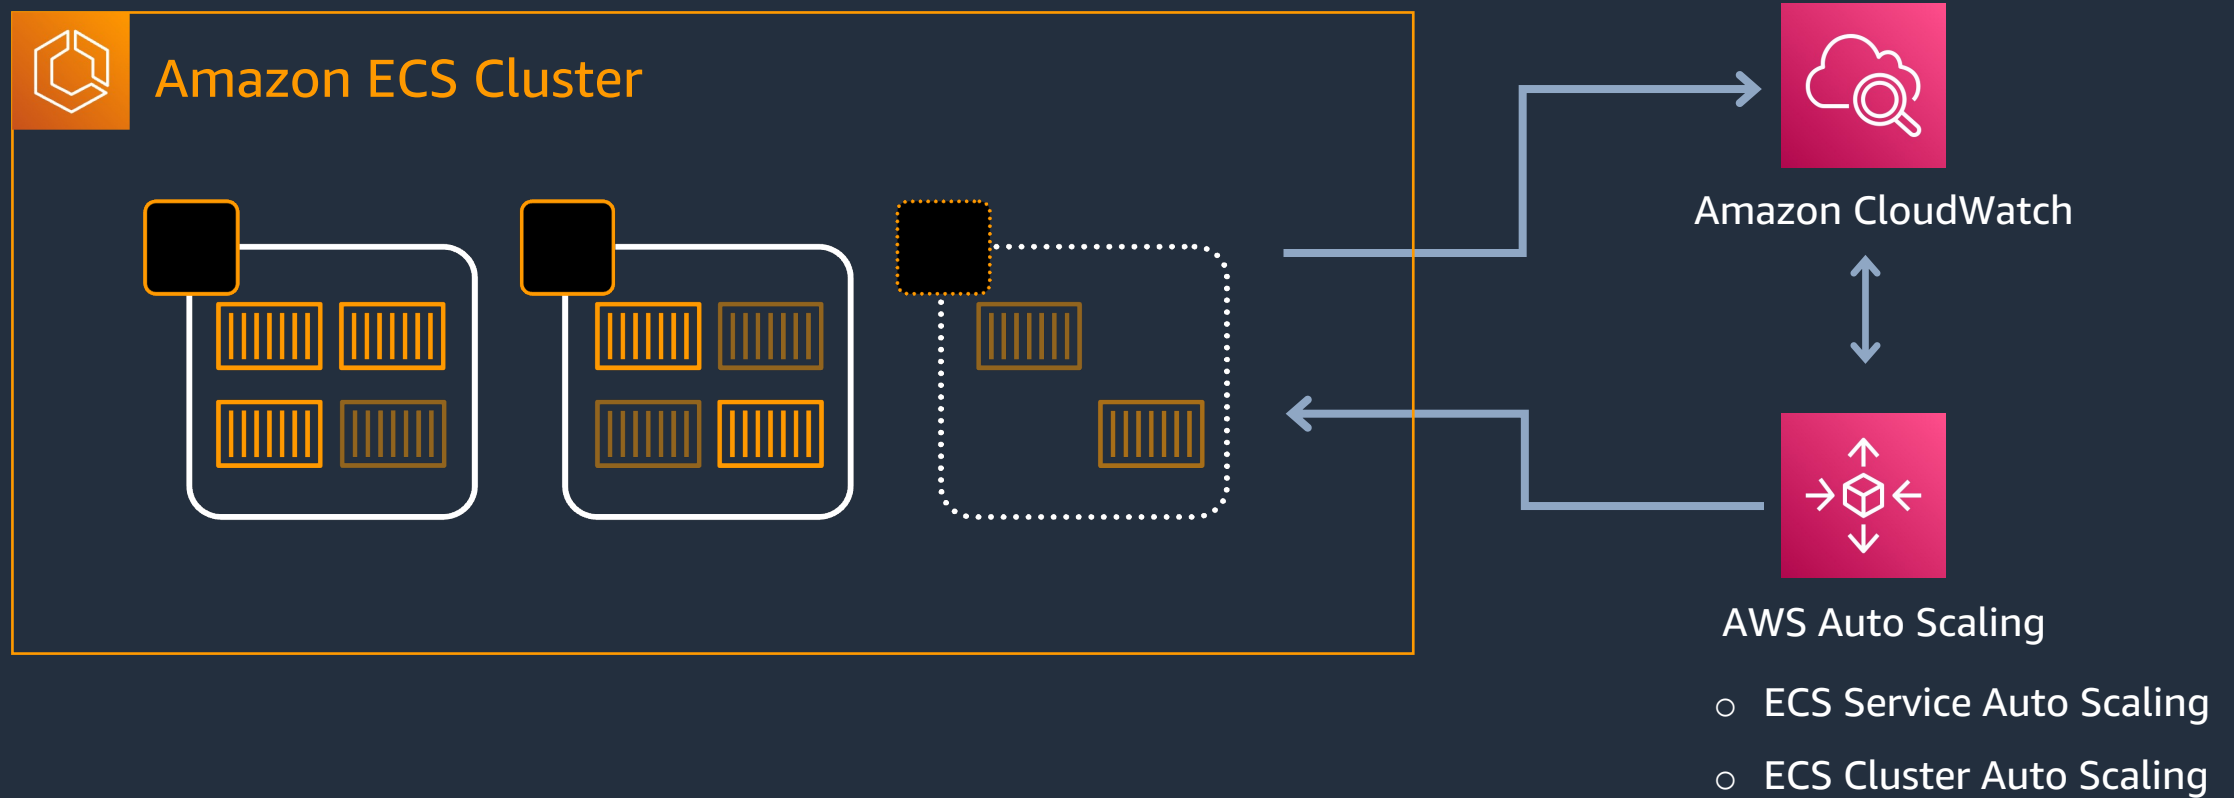 Amazon ECS Cluster
Amazon CloudWatch
AWS Auto Scaling
ECS Service Auto Scaling
ECS Cluster Auto Scaling